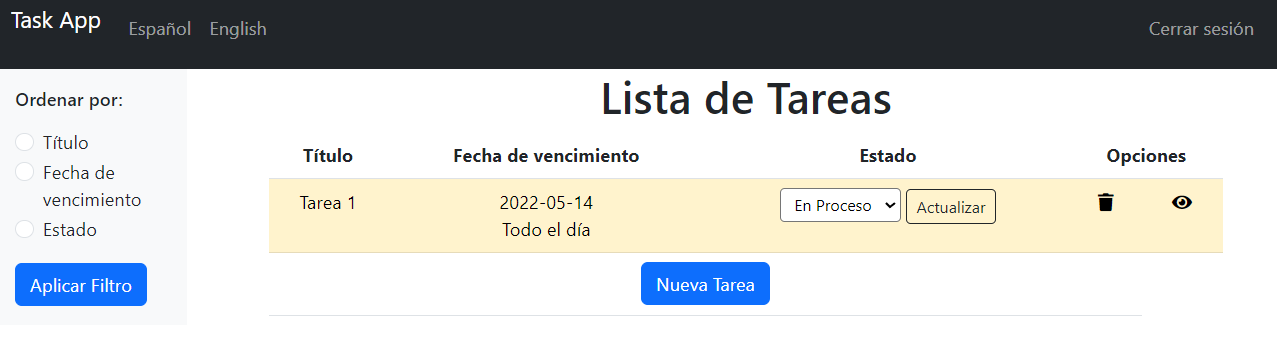 Task App Español English Cerrar sesión
Ordenar por:
Título
Fecha de
vencimiento
Estado
Aplicar Filtro
Lista de Tareas
Título Fecha de vencimiento Estado Opciones
Tarea 1 2022-05-14 En Proceso Actualizar
Todo el día
Nueva Tarea